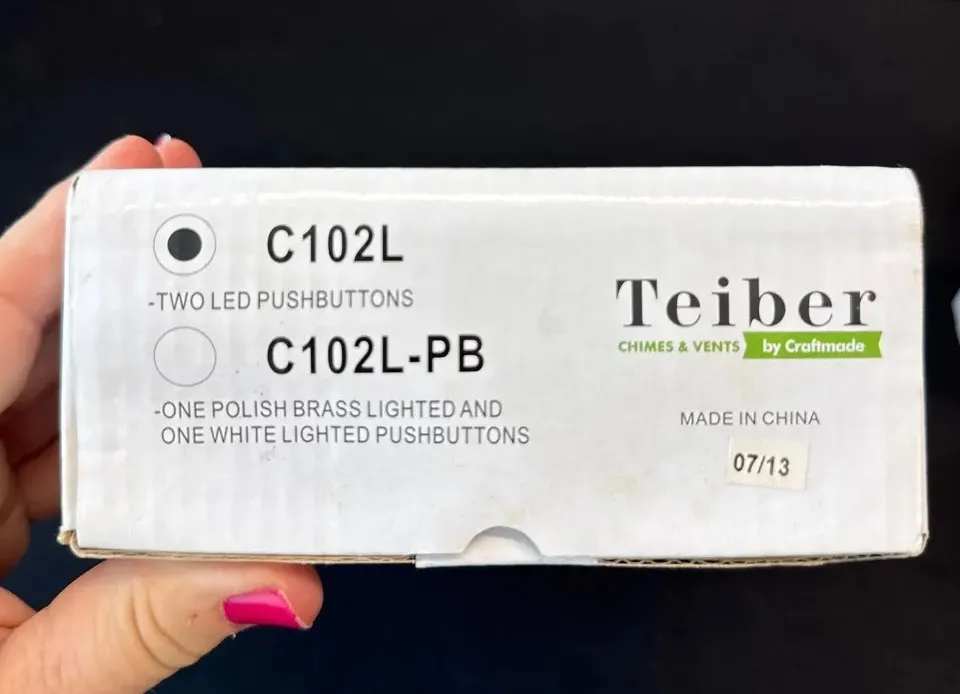 C102L
-TWO LED PUSHBUTTONS
C102L-PB
-ONE POLISH BRASS LIGHTED AND
ONE WHITE LIGHTED PUSHBUTTONS
Teiber
CHIMES & VENTS by Craftmade
MADE IN CHINA
07/13